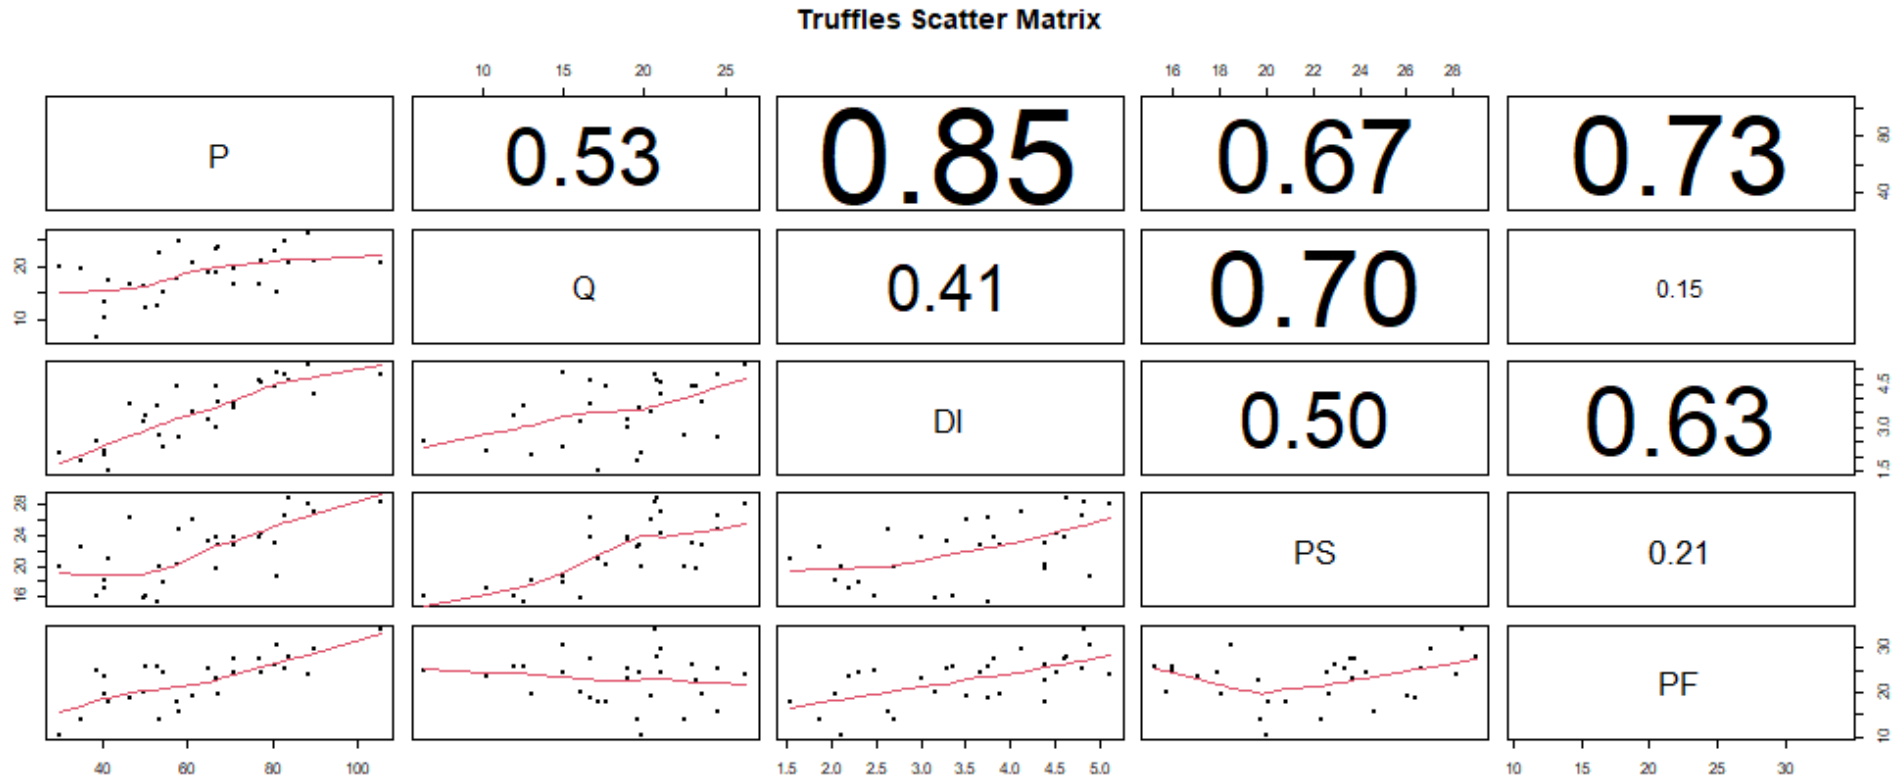 Truffles Scatter Matrix
10 15 20 25
16 18 20 22 24 26 28
P 0.53 0.85 0.67 0.73
40 80
10 20
Q 0.41 0.70 0.15
DI 0.50 0.63
1.5 3.0 4.5
16 20 24 28
PS 0.21
PF
10 20 30
40 60 80 100
1.5 2.0 2.5 3.0 3.5 4.0 4.5 5.0
10 15 20 25 30